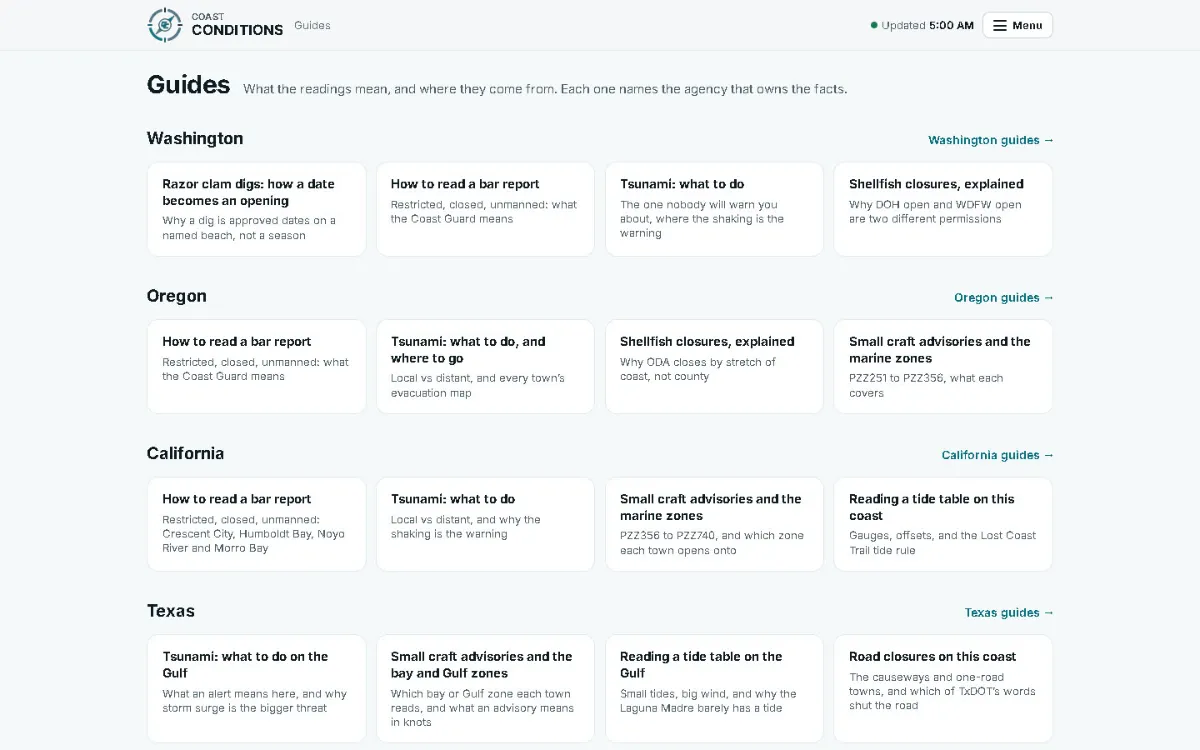 COAST
CONDITIONS
Guides
Updated 5:00 AM
Menu
Guides
What the readings mean, and where they come from. Each one names the agency that owns the facts.
Washington
Washington guides →
Razor clam digs: how a date
becomes an opening
Why a dig is approved dates on a
named beach, not a season
How to read a bar report
Restricted, closed, unmanned: what
the Coast Guard means
Tsunami: what to do
The one nobody will warn you
about, where the shaking is the
warning
Shellfish closures, explained
Why DOH open and WDFW open
are two different permissions
Oregon
Oregon guides →
How to read a bar report
Restricted, closed, unmanned: what
the Coast Guard means
Tsunami: what to do, and
where to go
Local vs distant, and every town's
evacuation map
Shellfish closures, explained
Why ODA closes by stretch of
coast, not county
Small craft advisories and the
marine zones
PZZ251 to PZZ356, what each
covers
California
California guides →
How to read a bar report
Restricted, closed, unmanned:
Crescent City, Humboldt Bay, Noyo
River and Morro Bay
Tsunami: what to do
Local vs distant, and why the
shaking is the warning
Small craft advisories and the
marine zones
PZZ356 to PZZ740, and which zone
each town opens onto
Reading a tide table on this
coast
Gauges, offsets, and the Lost Coast
Trail tide rule
Texas
Texas guides →
Tsunami: what to do on the
Gulf
What an alert means here, and why
storm surge is the bigger threat
Small craft advisories and the
bay and Gulf zones
Which bay or Gulf zone each town
reads, and what an advisory means
in knots
Reading a tide table on the
Gulf
Small tides, big wind, and why the
Laguna Madre barely has a tide
Road closures on this coast
The causeways and one-road
towns, and which of TxDOT's words
shut the road